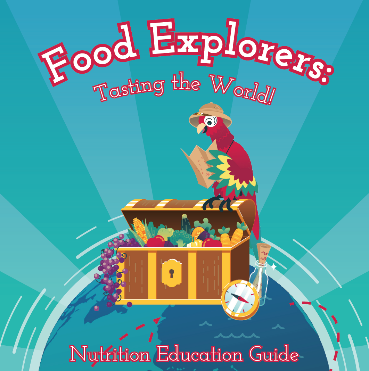 Food Explorers:
Tasting the World!
Nutrition Education Guide